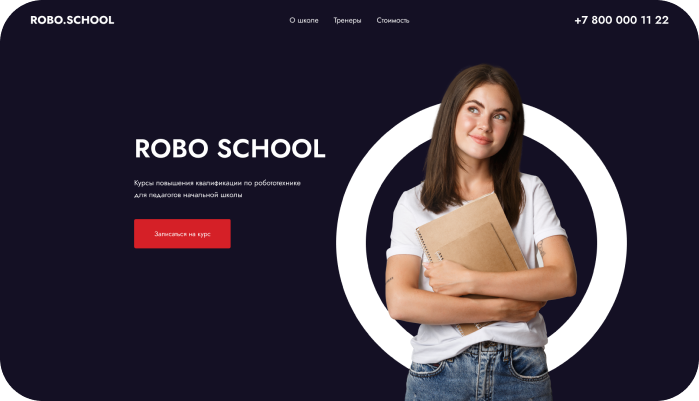 ROBO.SCHOOL
О школе Тренеры Стоимость
+7 800 000 11 22
ROBO SCHOOL
Курсы повышения квалификации по робототехнике
для педагогов начальной школы
Записаться на курс